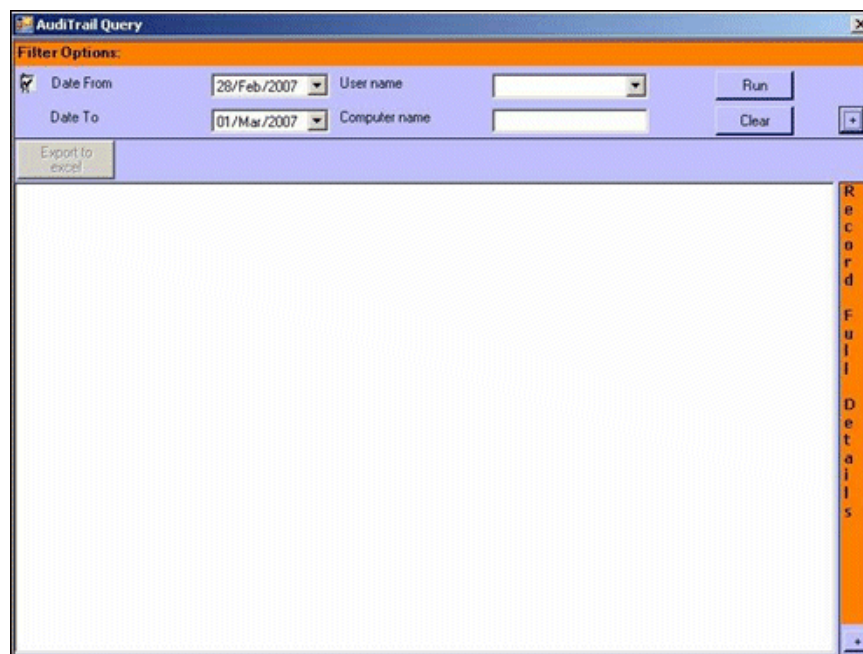 AudiTrail Query
Filter Options:
Date From 28/Feb/2007 User name Run
Date To 01/Mar/2007 Computer name Clear +
Export to
excel
Record Full Details
+